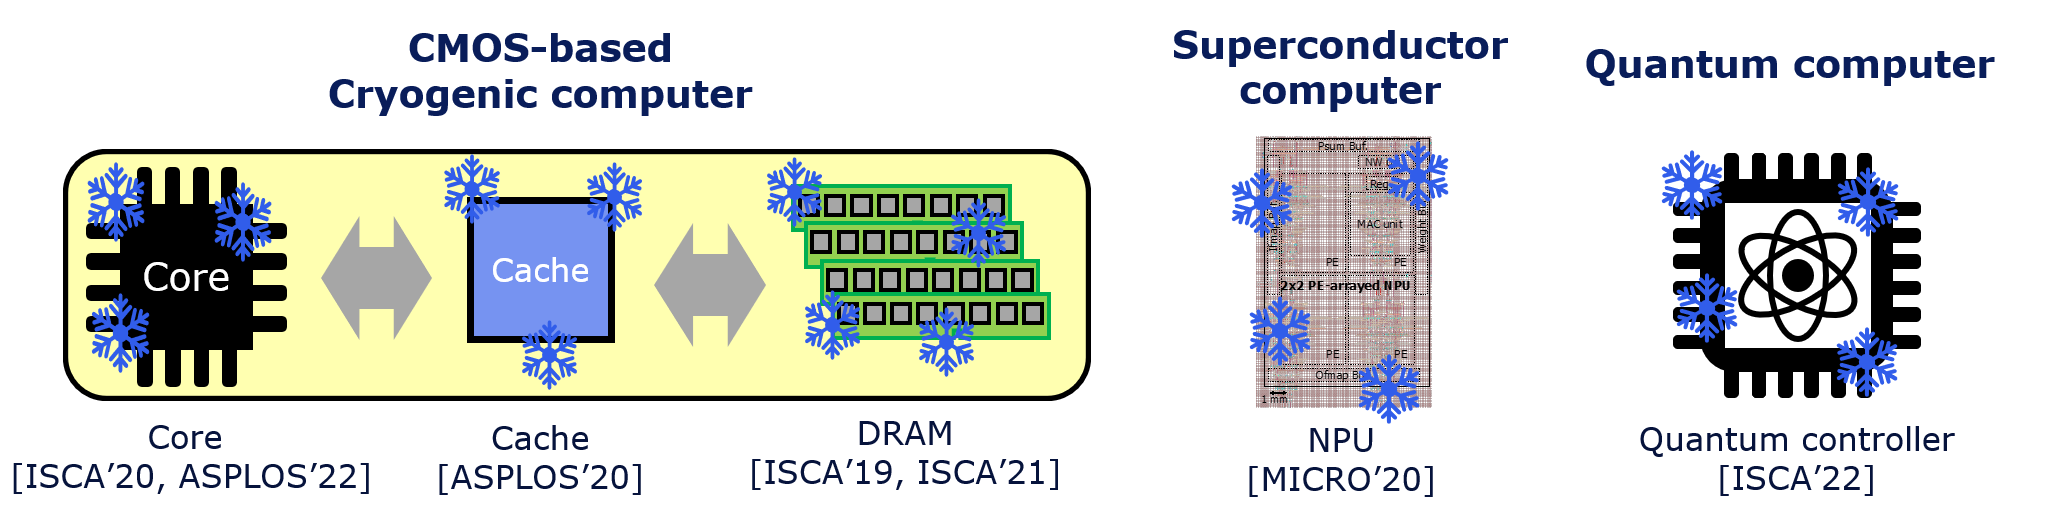 CMOS-based
Cryogenic computer
Superconductor
computer
Quantum computer
Core
Cache
Psum Buf.
NW
Reg
MAC unit
Weight
PE
PE
2x2 PE-arrayed NPU
PE
PE
Ofmap
1 mm
Core
[ISCA’20, ASPLOS’22]
Cache
[ASPLOS’20]
DRAM
[ISCA’19, ISCA’21]
NPU
[MICRO’20]
Quantum controller
[ISCA’22]